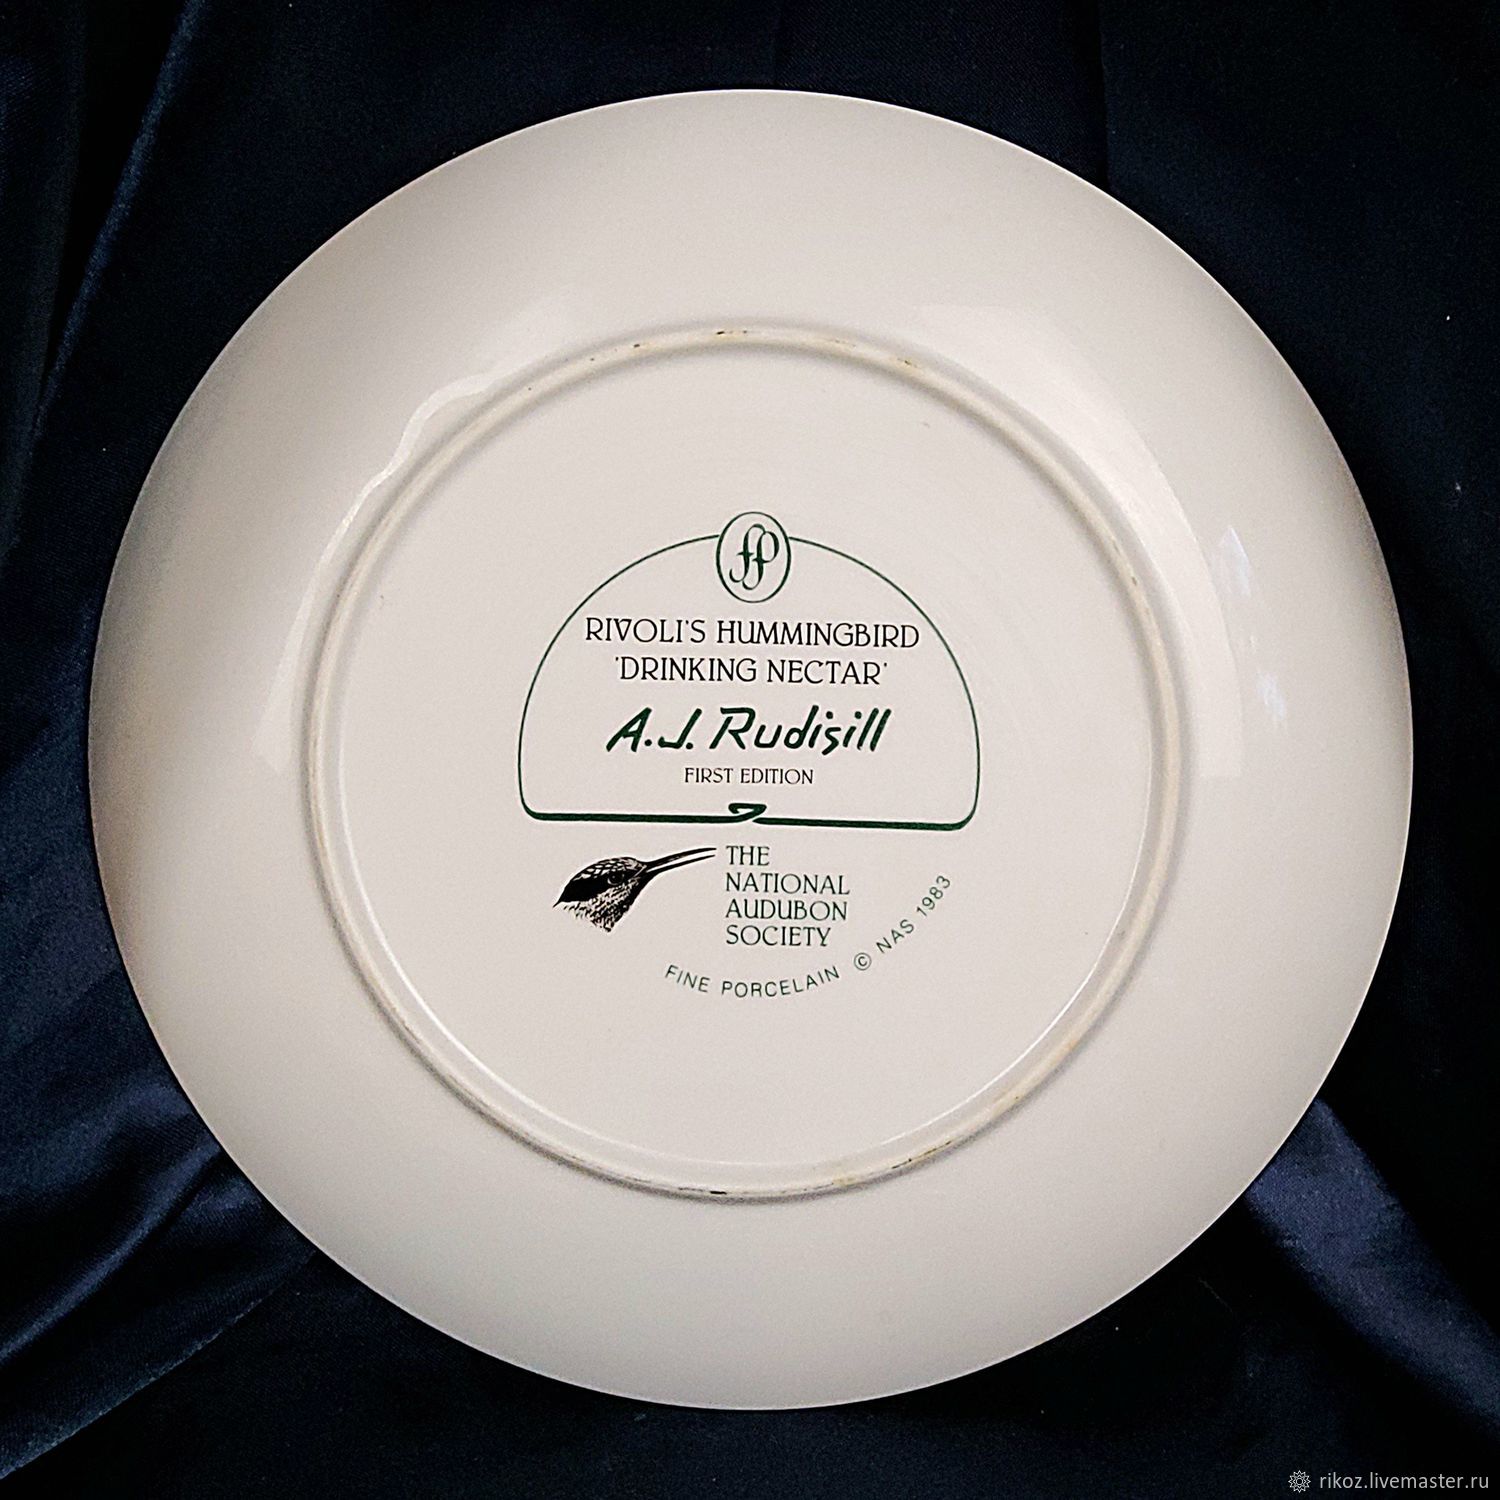 fp
RIVOLI'S HUMMINGBIRD
'DRINKING NECTAR'
A.J. Rudisill
FIRST EDITION
THE
NATIONAL
AUDUBON
SOCIETY
FINE PORCELAIN © NAS 1983
rikoz.livemaster.ru